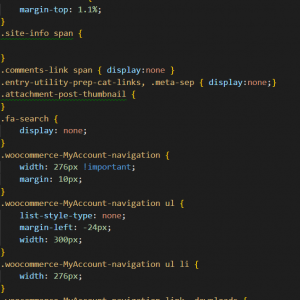 margin-top: 1.1%;
}
.site-info span {

}
.comments-link span { display:none }
.entry-utility-prep-cat-links, .meta-sep { display:none;}
.attachment-post-thumbnail {
}
.fa-search {
    display: none;
}
.woocommerce-MyAccount-navigation {
    width: 276px !important;
    margin: 10px;
}
.woocommerce-MyAccount-navigation ul {
    list-style-type: none;
    margin-left: -24px;
    width: 300px;
}
.woocommerce-MyAccount-navigation ul li {
    width: 276px;
}